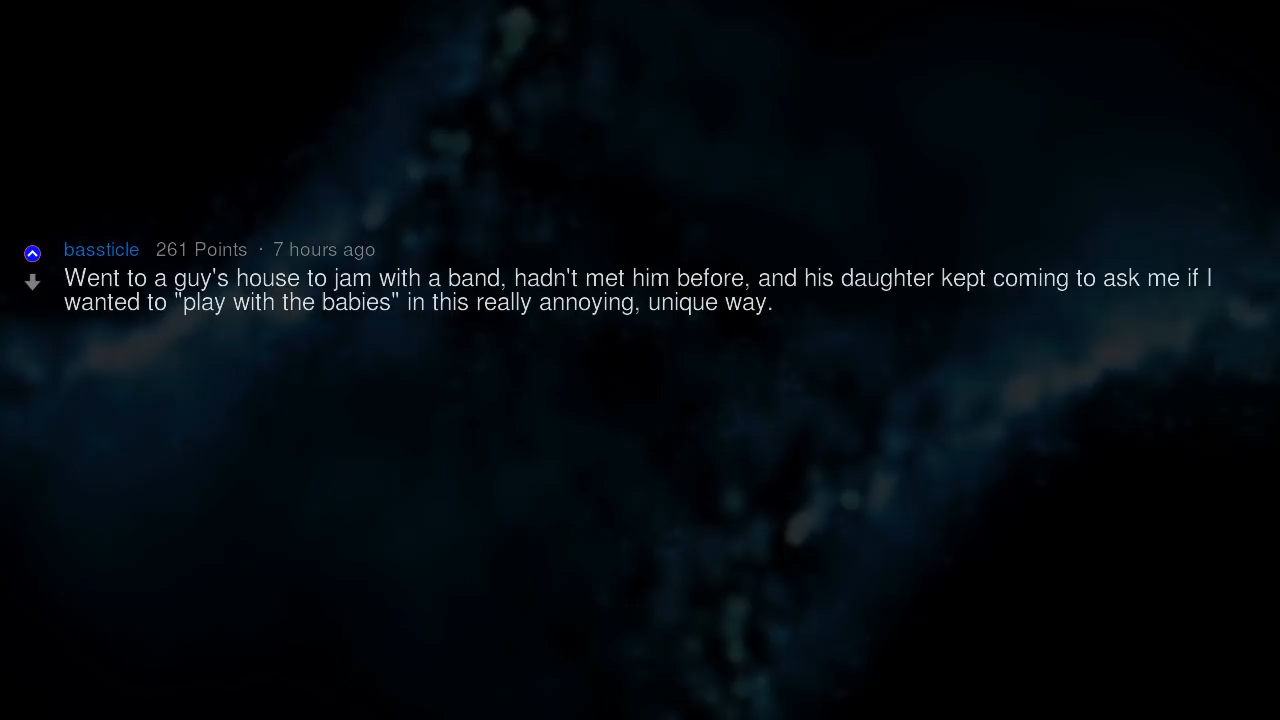 bassticle 261 Points · 7 hours ago
Went to a guy's house to jam with a band, hadn't met him before, and his daughter kept coming to ask me if I
wanted to "play with the babies" in this really annoying, unique way.